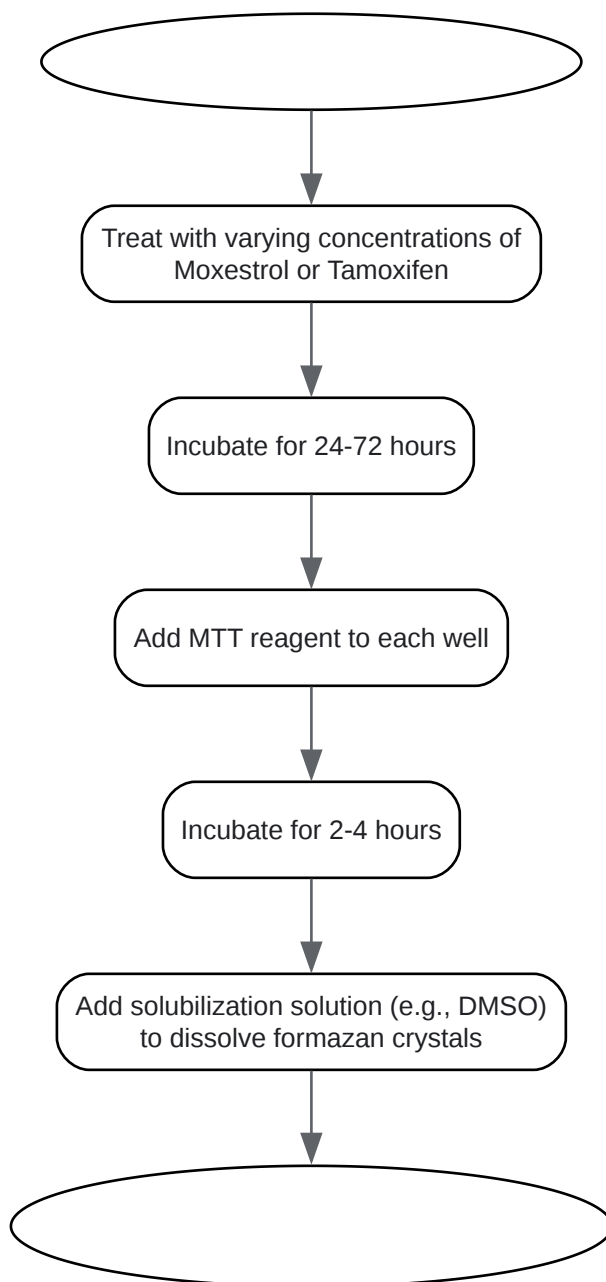 Treat with varying concentrations of
Moxestrol or Tamoxifen
Incubate for 24-72 hours
Add MTT reagent to each well
Incubate for 2-4 hours
Add solubilization solution (e.g., DMSO)
to dissolve formazan crystals